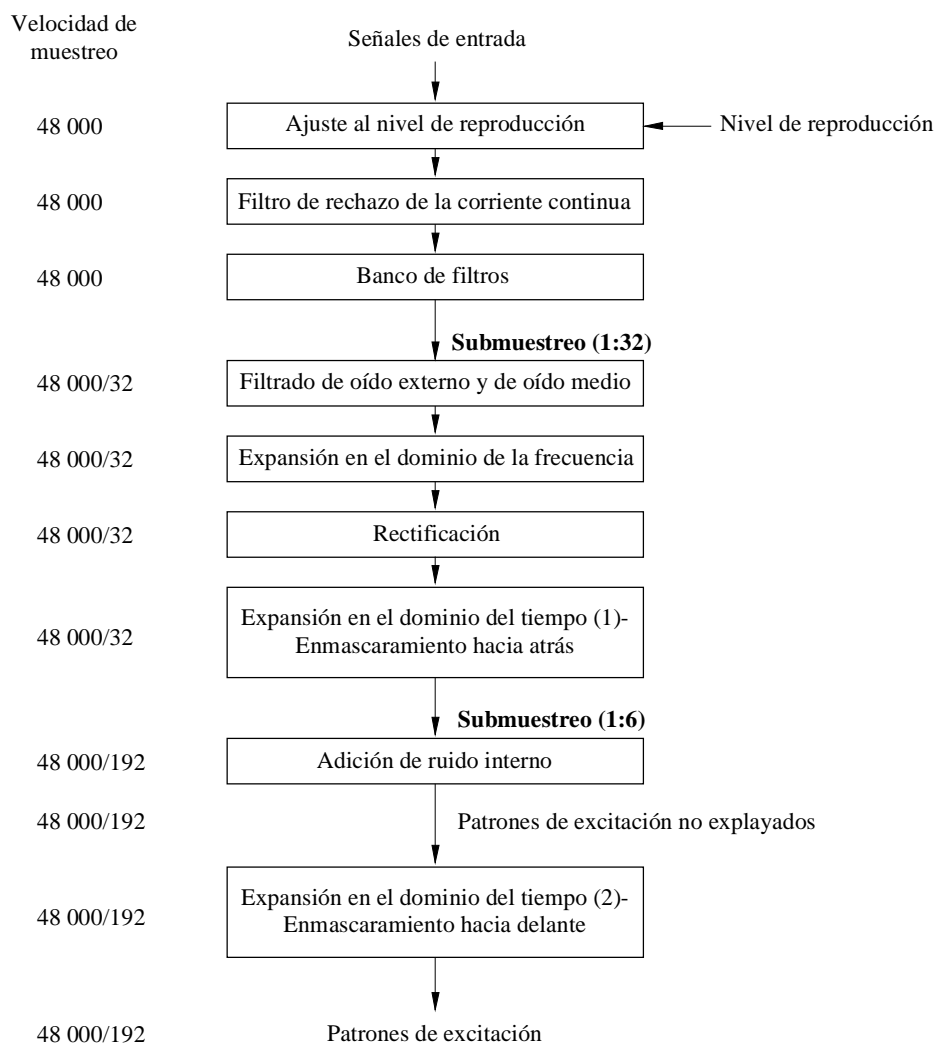 Velocidad de
muestreo
Señales de entrada
48 000
Ajuste al nivel de reproducción
Nivel de reproducción
48 000
Filtro de rechazo de la corriente continua
48 000
Banco de filtros
Submuestreo (1:32)
48 000/32
Filtrado de oído externo y de oído medio
48 000/32
Expansión en el dominio de la frecuencia
48 000/32
Rectificación
48 000/32
Expansión en el dominio del tiempo (1)-
Enmascaramiento hacia atrás
Submuestreo (1:6)
48 000/192
Adición de ruido interno
48 000/192
Patrones de excitación no explayados
48 000/192
Expansión en el dominio del tiempo (2)-
Enmascaramiento hacia delante
48 000/192
Patrones de excitación